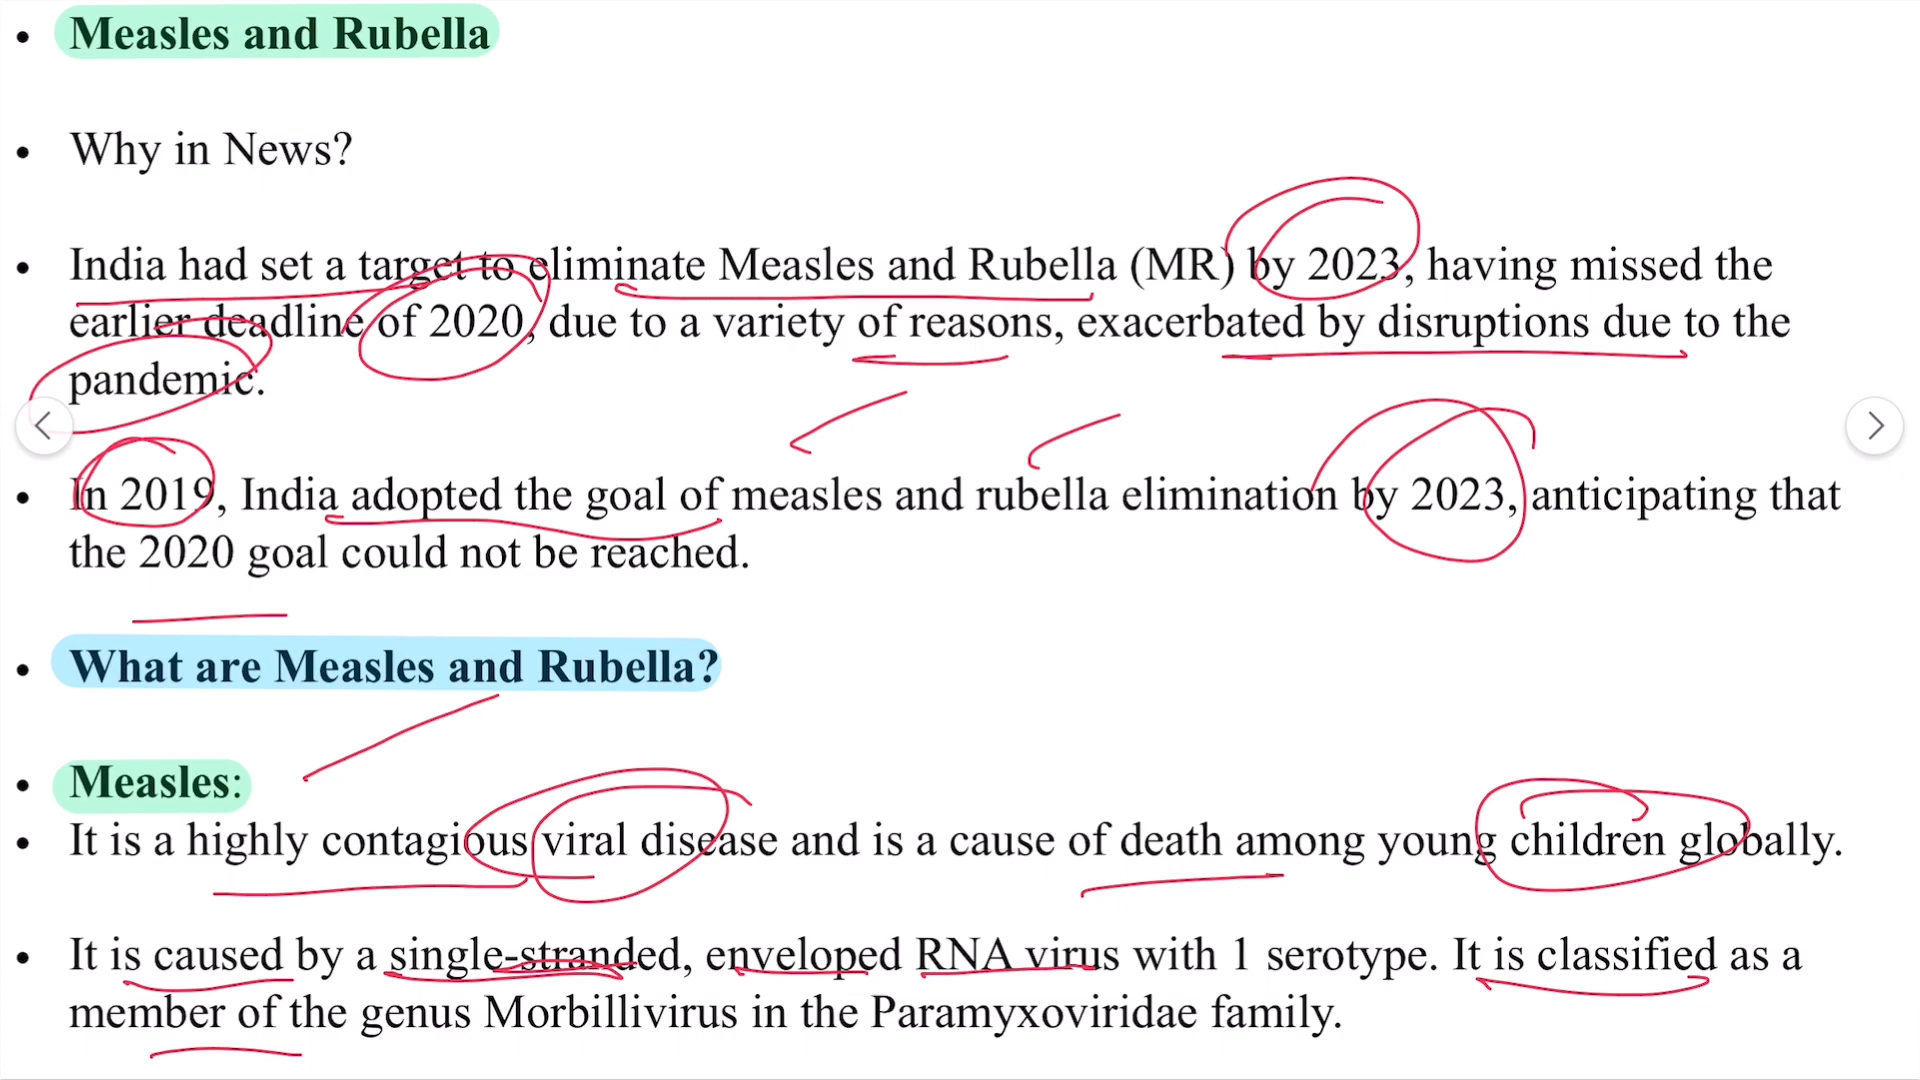 • Measles and Rubella
• Why in News?
• India had set a target to eliminate Measles and Rubella (MR) by 2023, having missed the
earlier deadline of 2020, due to a variety of reasons, exacerbated by disruptions due to the
pandemic.
• In 2019, India adopted the goal of measles and rubella elimination by 2023, anticipating that
the 2020 goal could not be reached.
• What are Measles and Rubella?
• Measles:
• It is a highly contagious viral disease and is a cause of death among young children globally.
• It is caused by a single-stranded, enveloped RNA virus with 1 serotype. It is classified as a
member of the genus Morbillivirus in the Paramyxoviridae family.